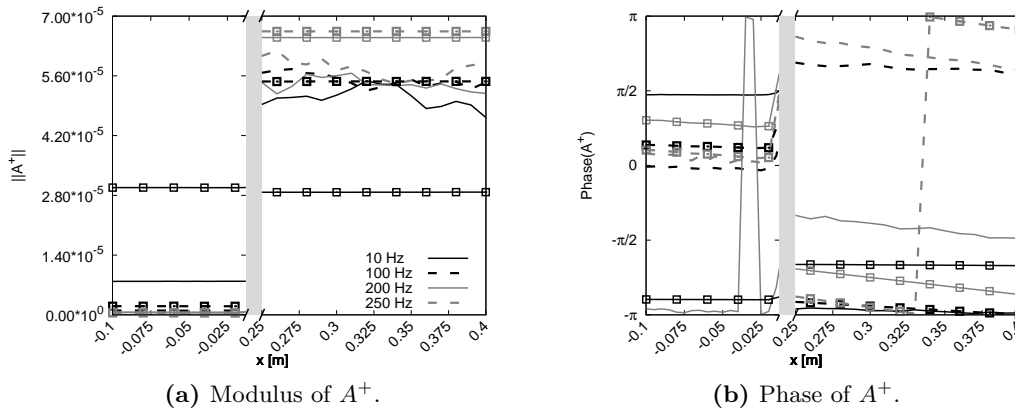 7.00*10⁻⁵
5.60*10⁻⁵
4.20*10⁻⁵
2.80*10⁻⁵
1.40*10⁻⁵
0.00*10⁰
||A⁺||
10 Hz
100 Hz
200 Hz
250 Hz
-0.1 -0.075 -0.05 -0.025 0.25 0.275 0.3 0.325 0.35 0.375 0.4
x [m]
(a) Modulus of A⁺.
π
π/2
0
-π/2
-π
Phase(A⁺)
-0.1 -0.075 -0.05 -0.025 0.25 0.275 0.3 0.325 0.35 0.375
x [m]
(b) Phase of A⁺.